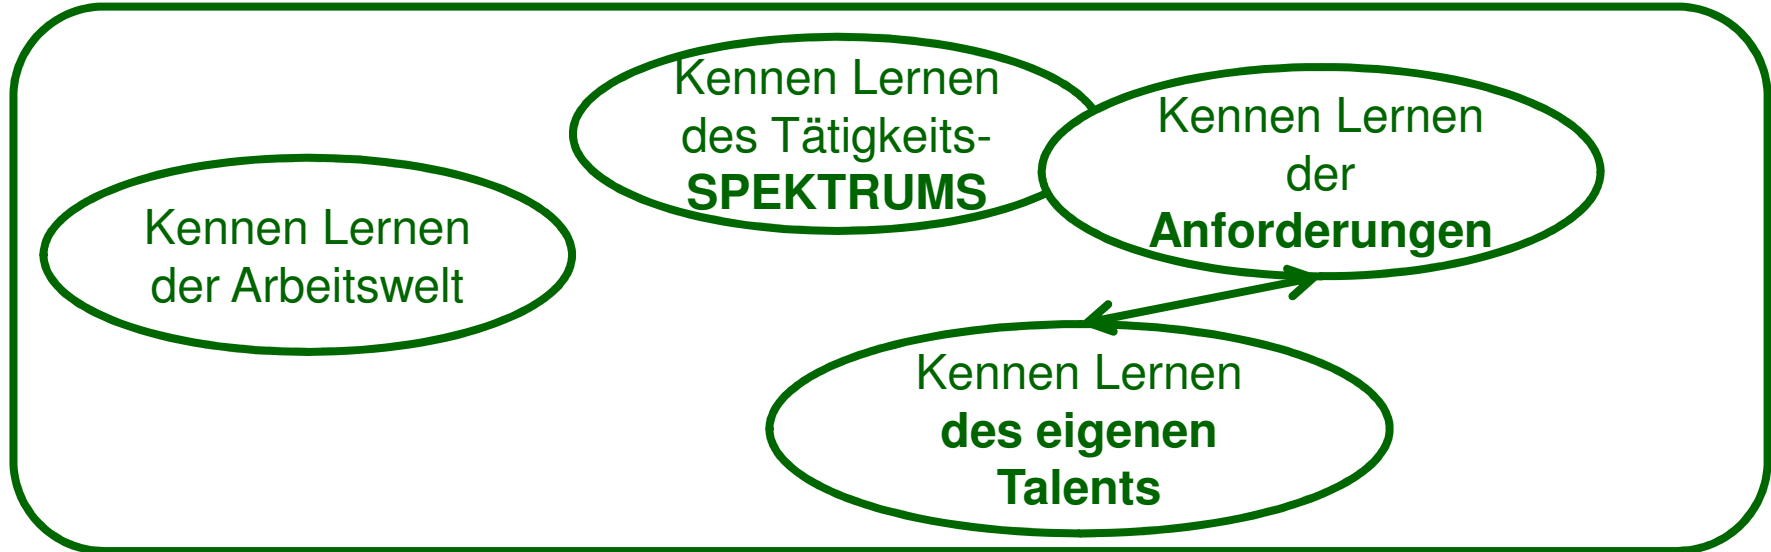 Kennen Lernen
der Arbeitswelt
Kennen Lernen
des Tätigkeits-
SPEKTRUMS
Kennen Lernen
der
Anforderungen
Kennen Lernen
des eigenen
Talents